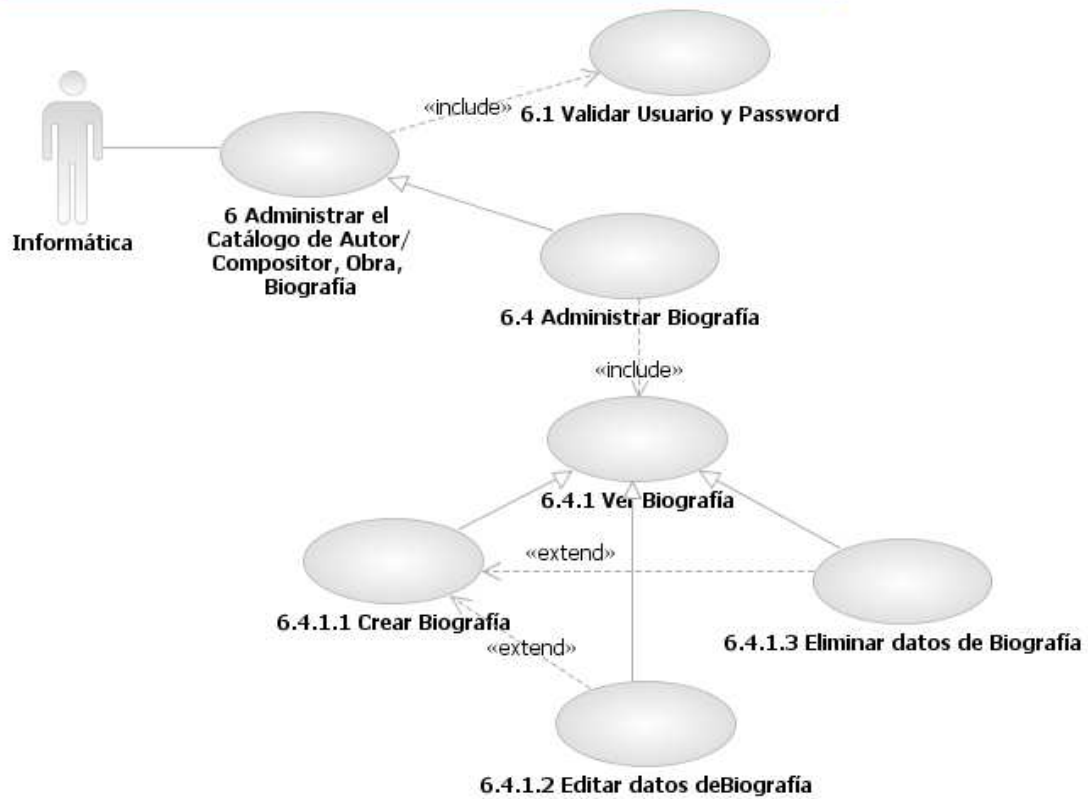 «include»
6.1 Validar Usuario y Password
Informática
6 Administrar el
Catálogo de Autor/
Compositor, Obra,
Biografía
6.4 Administrar Biografía
«include»
6.4.1 Ver Biografía
«extend»
6.4.1.1 Crear Biografía
«extend»
6.4.1.3 Eliminar datos de Biografía
6.4.1.2 Editar datos deBiografía